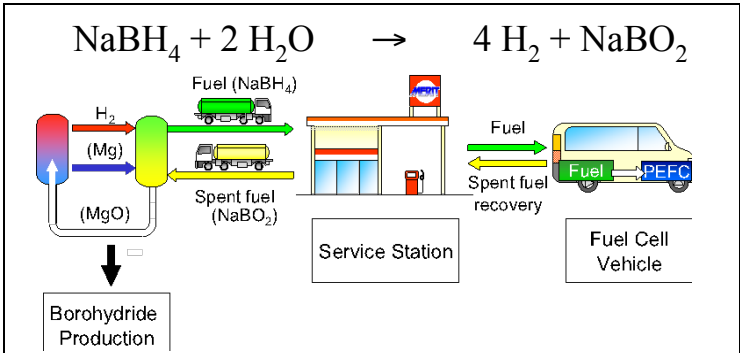 NaBH₄ + 2 H₂O → 4 H₂ + NaBO₂
Fuel (NaBH₄)
H₂
(Mg)
(MgO)
Spent fuel
(NaBO₂)
MERIT
Fuel
Spent fuel
recovery
Fuel
PEFC
Service Station
Fuel Cell
Vehicle
Borohydride
Production